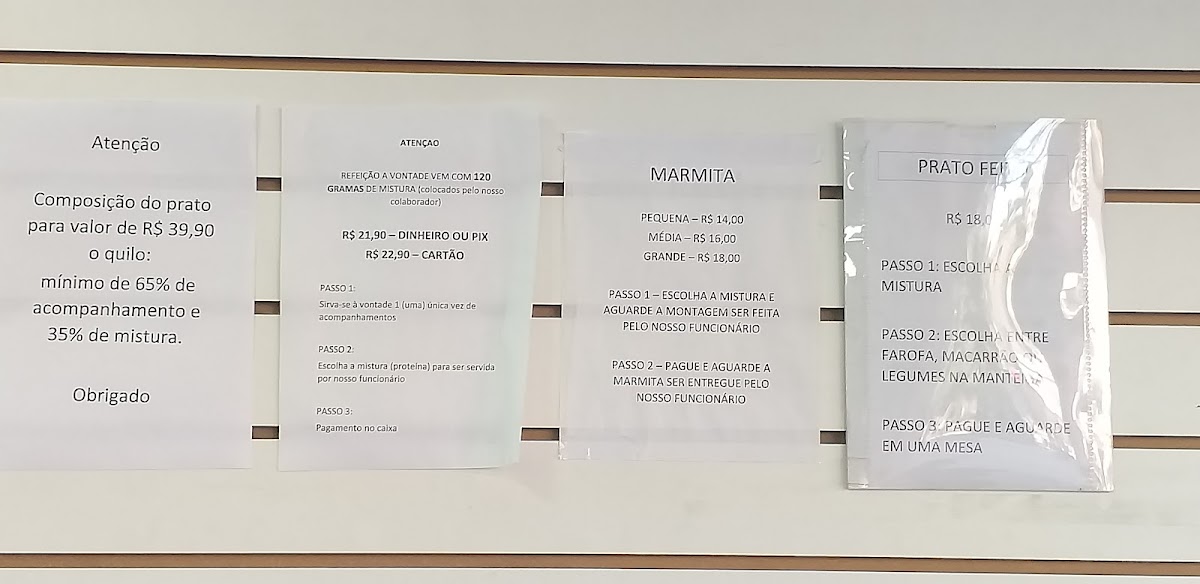 Atenção
Composição do prato
para valor de R$ 39,90
o quilo:
mínimo de 65% de
acompanhamento e
35% de mistura.
Obrigado
ATENÇAO
REFEIÇÃO A VONTADE VEM COM 120
GRAMAS DE MISTURA (colocados pelo nosso
colaborador)
R$ 21,90 – DINHEIRO OU PIX
R$ 22,90 – CARTÃO
PASSO 1:
Sirva-se à vontade 1 (uma) única vez de
acompanhamentos
PASSO 2:
Escolha a mistura (proteína) para ser servida
por nosso funcionário
PASSO 3:
Pagamento no caixa
MARMITA
PEQUENA – R$ 14,00
MÉDIA – R$ 16,00
GRANDE – R$ 18,00
PASSO 1 – ESCOLHA A MISTURA E
AGUARDE A MONTAGEM SER FEITA
PELO NOSSO FUNCIONÁRIO
PASSO 2 – PAGUE E AGUARDE A
MARMITA SER ENTREGUE PELO
NOSSO FUNCIONÁRIO
PRATO
R$
PASSO 1: ESCOLHA A
MISTURA
PASSO 2: ESCOLHA ENTRE
FAROFA, MACARRÃO OU
LEGUMES NA MANTEIGA
PASSO 3: PAGUE E AGUARDE
EM UMA MESA